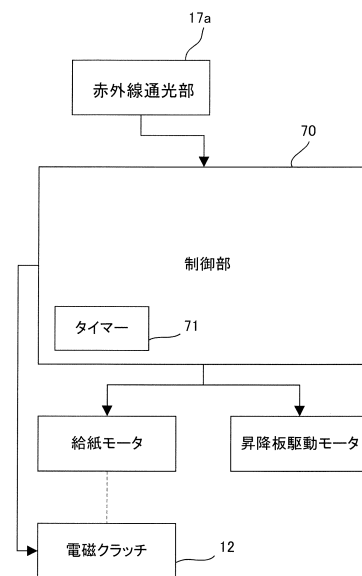 17a
赤外線通光部
70
制御部
タイマー
71
給紙モータ
昇降板駆動モータ
電磁クラッチ
12